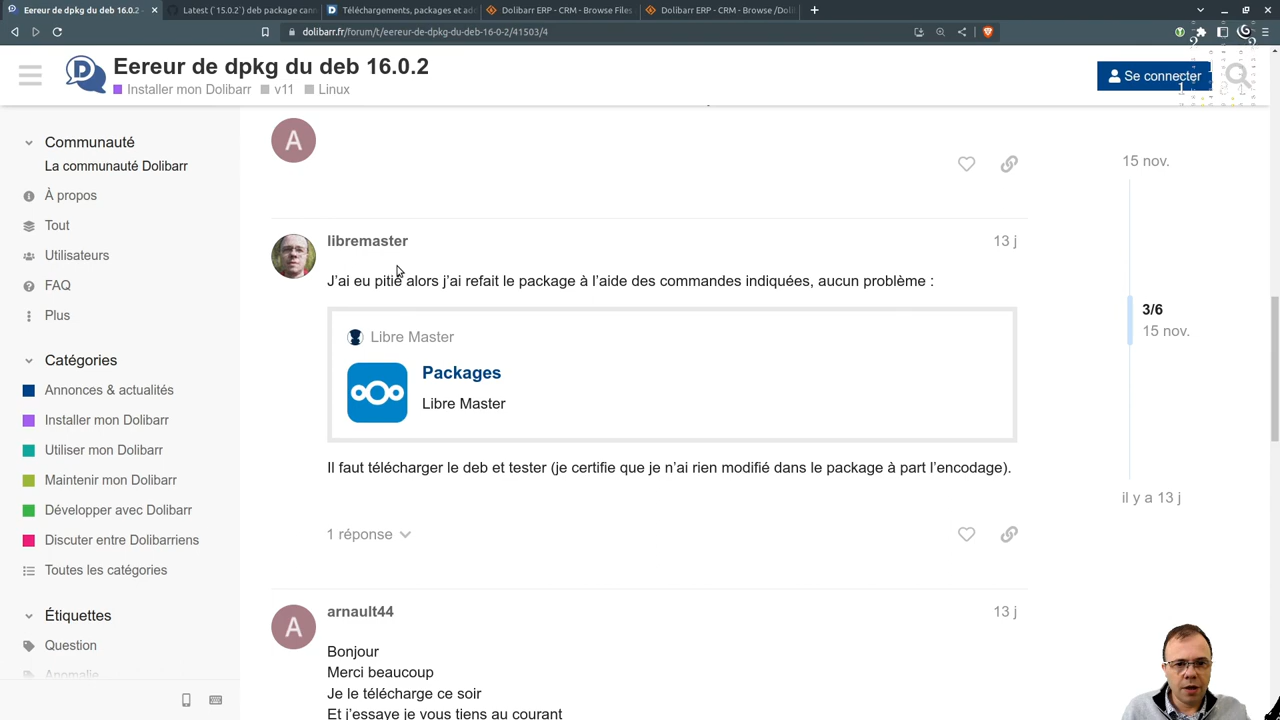 Eereur de dpkg du deb 16.0.2 -
Latest (`15.0.2`) deb package cann
Téléchargements, packages et ad
Dolibarr ERP - CRM - Browse Files
Dolibarr ERP - CRM - Browse /Doli
dolibarr.fr/forum/t/eereur-de-dpkg-du-deb-16-0-2/41503/4
Eereur de dpkg du deb 16.0.2
Installer mon Dolibarr v11 Linux
Se connecter
Communauté
La communauté Dolibarr
À propos
Tout
Utilisateurs
FAQ
Plus
Catégories
Annonces & actualités
Installer mon Dolibarr
Utiliser mon Dolibarr
Maintenir mon Dolibarr
Développer avec Dolibarr
Discuter entre Dolibarriens
Toutes les catégories
Étiquettes
Question
Anomalie
A
libremaster
13 j
J'ai eu pitié alors j'ai refait le package à l'aide des commandes indiquées, aucun problème :
Libre Master
Packages
Libre Master
Il faut télécharger le deb et tester (je certifie que je n'ai rien modifié dans le package à part l'encodage).
1 réponse
A
arnault44
13 j
Bonjour
Merci beaucoup
Je le télécharge ce soir
Et j'essaye je vous tiens au courant
15 nov.
3/6
15 nov.
il y a 13 j